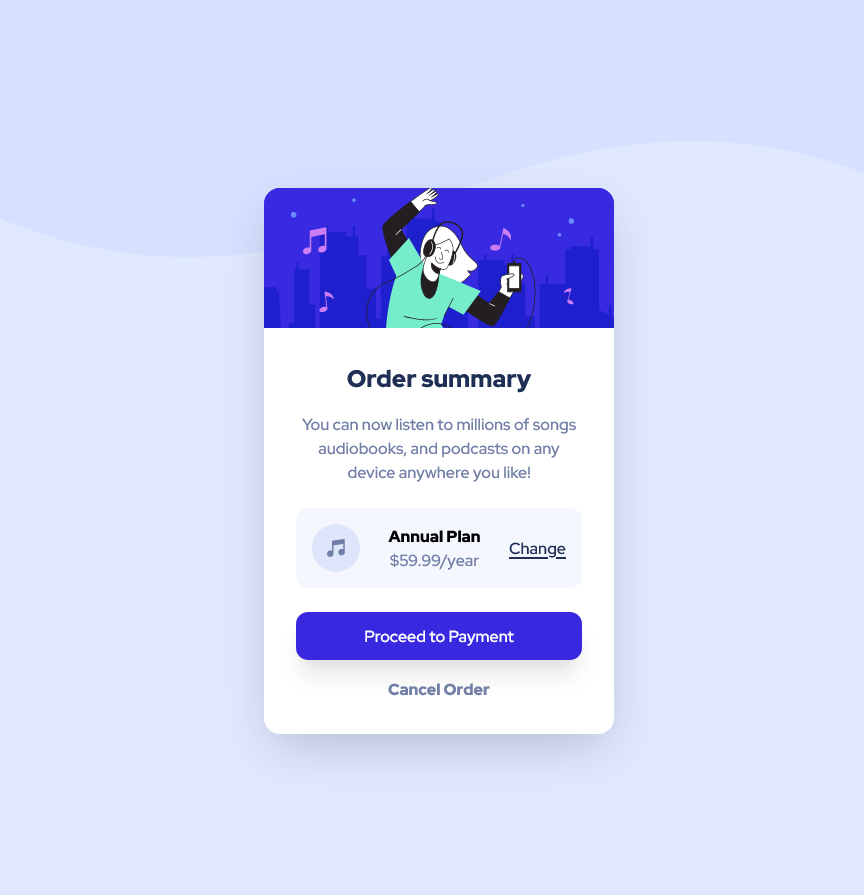 Order summary
You can now listen to millions of songs
audiobooks, and podcasts on any
device anywhere you like!
Annual Plan
$59.99/year
Change
Proceed to Payment
Cancel Order